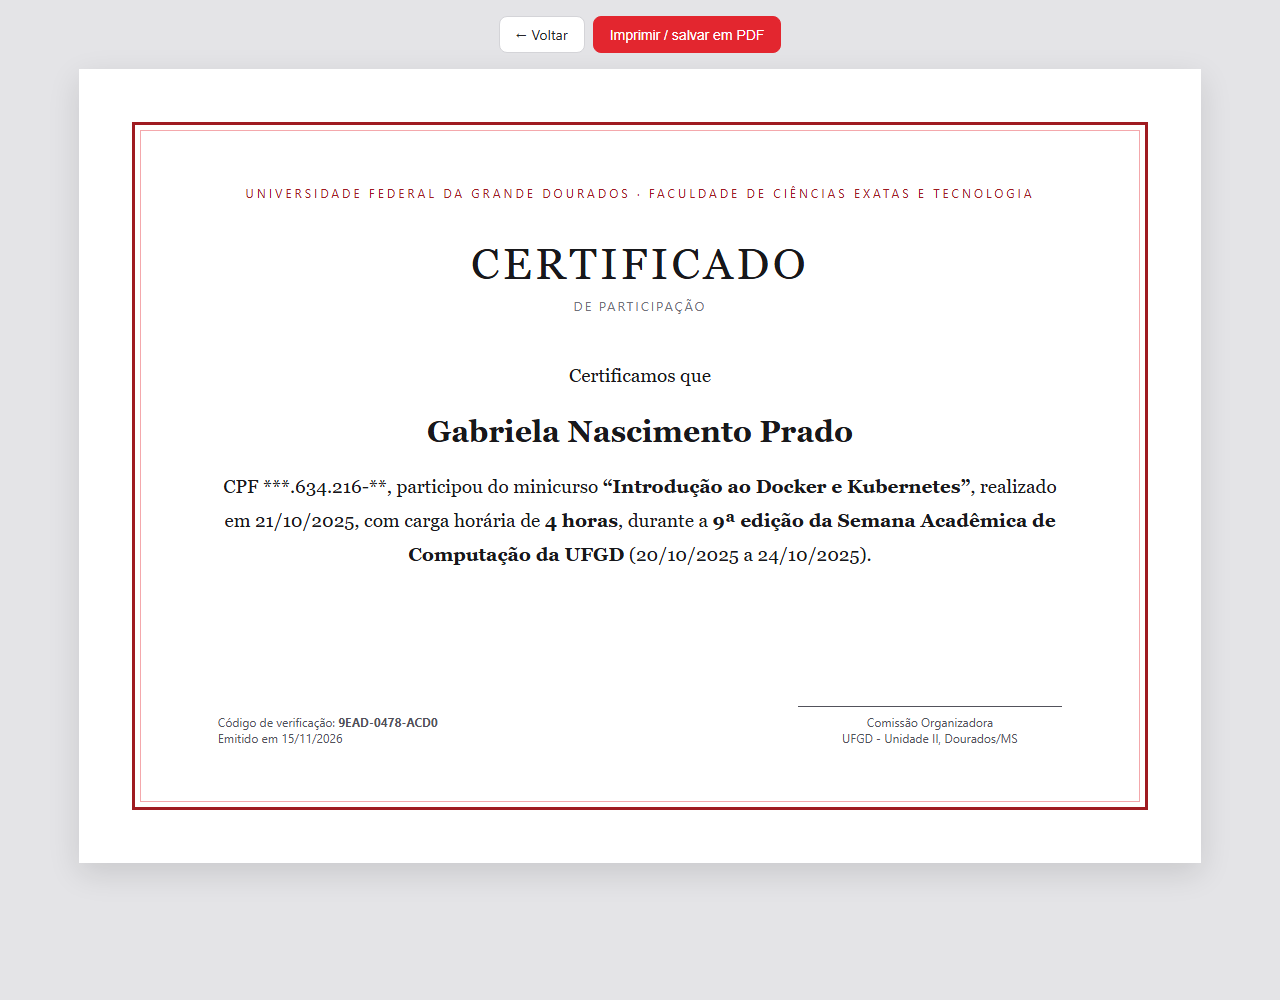 ← Voltar
Imprimir / salvar em PDF
UNIVERSIDADE FEDERAL DA GRANDE DOURADOS · FACULDADE DE CIÊNCIAS EXATAS E TECNOLOGIA
CERTIFICADO
DE PARTICIPAÇÃO
Certificamos que
Gabriela Nascimento Prado
CPF ***.634.216-**, participou do minicurso “Introdução ao Docker e Kubernetes”, realizado
em 21/10/2025, com carga horária de 4 horas, durante a 9ª edição da Semana Acadêmica de
Computação da UFGD (20/10/2025 a 24/10/2025).
Código de verificação: 9EAD-0478-ACD0
Emitido em 15/11/2026
Comissão Organizadora
UFGD - Unidade II, Dourados/MS